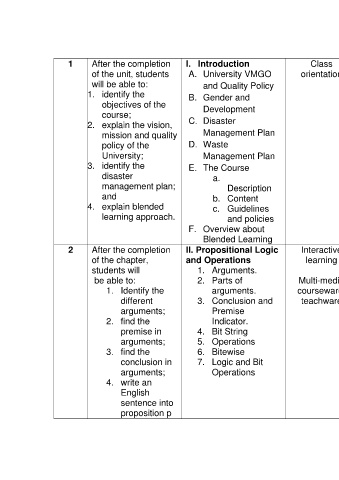 1
After the completion
of the unit, students
will be able to:
1. identify the
objectives of the
course;
2. explain the vision,
mission and quality
policy of the
University;
3. identify the
disaster
management plan;
and
4. explain blended
learning approach.
I. Introduction
A. University VMGO
and Quality Policy
B. Gender and
Development
C. Disaster
Management Plan
D. Waste
Management Plan
E. The Course
a.
Description
b. Content
c. Guidelines
and policies
F. Overview about
Blended Learning
Class
orientation
2
After the completion
of the chapter,
students will
be able to:
1. Identify the
different
arguments;
2. find the
premise in
arguments;
3. find the
conclusion in
arguments;
4. write an
English
sentence into
proposition p
II. Propositional Logic
and Operations
1. Arguments.
2. Parts of
arguments.
3. Conclusion and
Premise
Indicator.
4. Bit String
5. Operations
6. Bitewise
7. Logic and Bit
Operations
Interactive
learning
Multi-medi
courseware
teachware